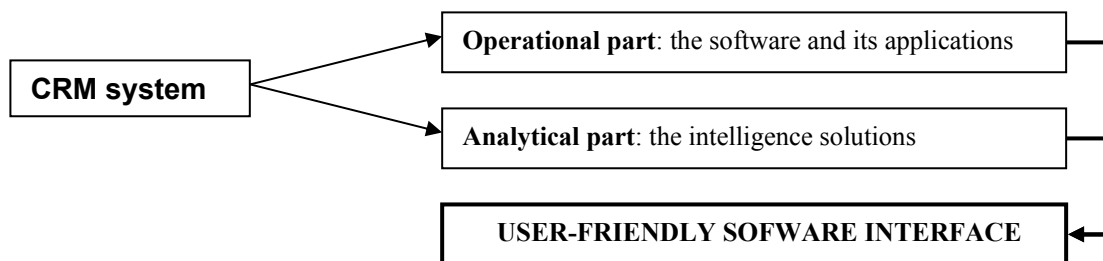 Operational part: the software and its applications
CRM system
Analytical part: the intelligence solutions
USER-FRIENDLY SOFWARE INTERFACE